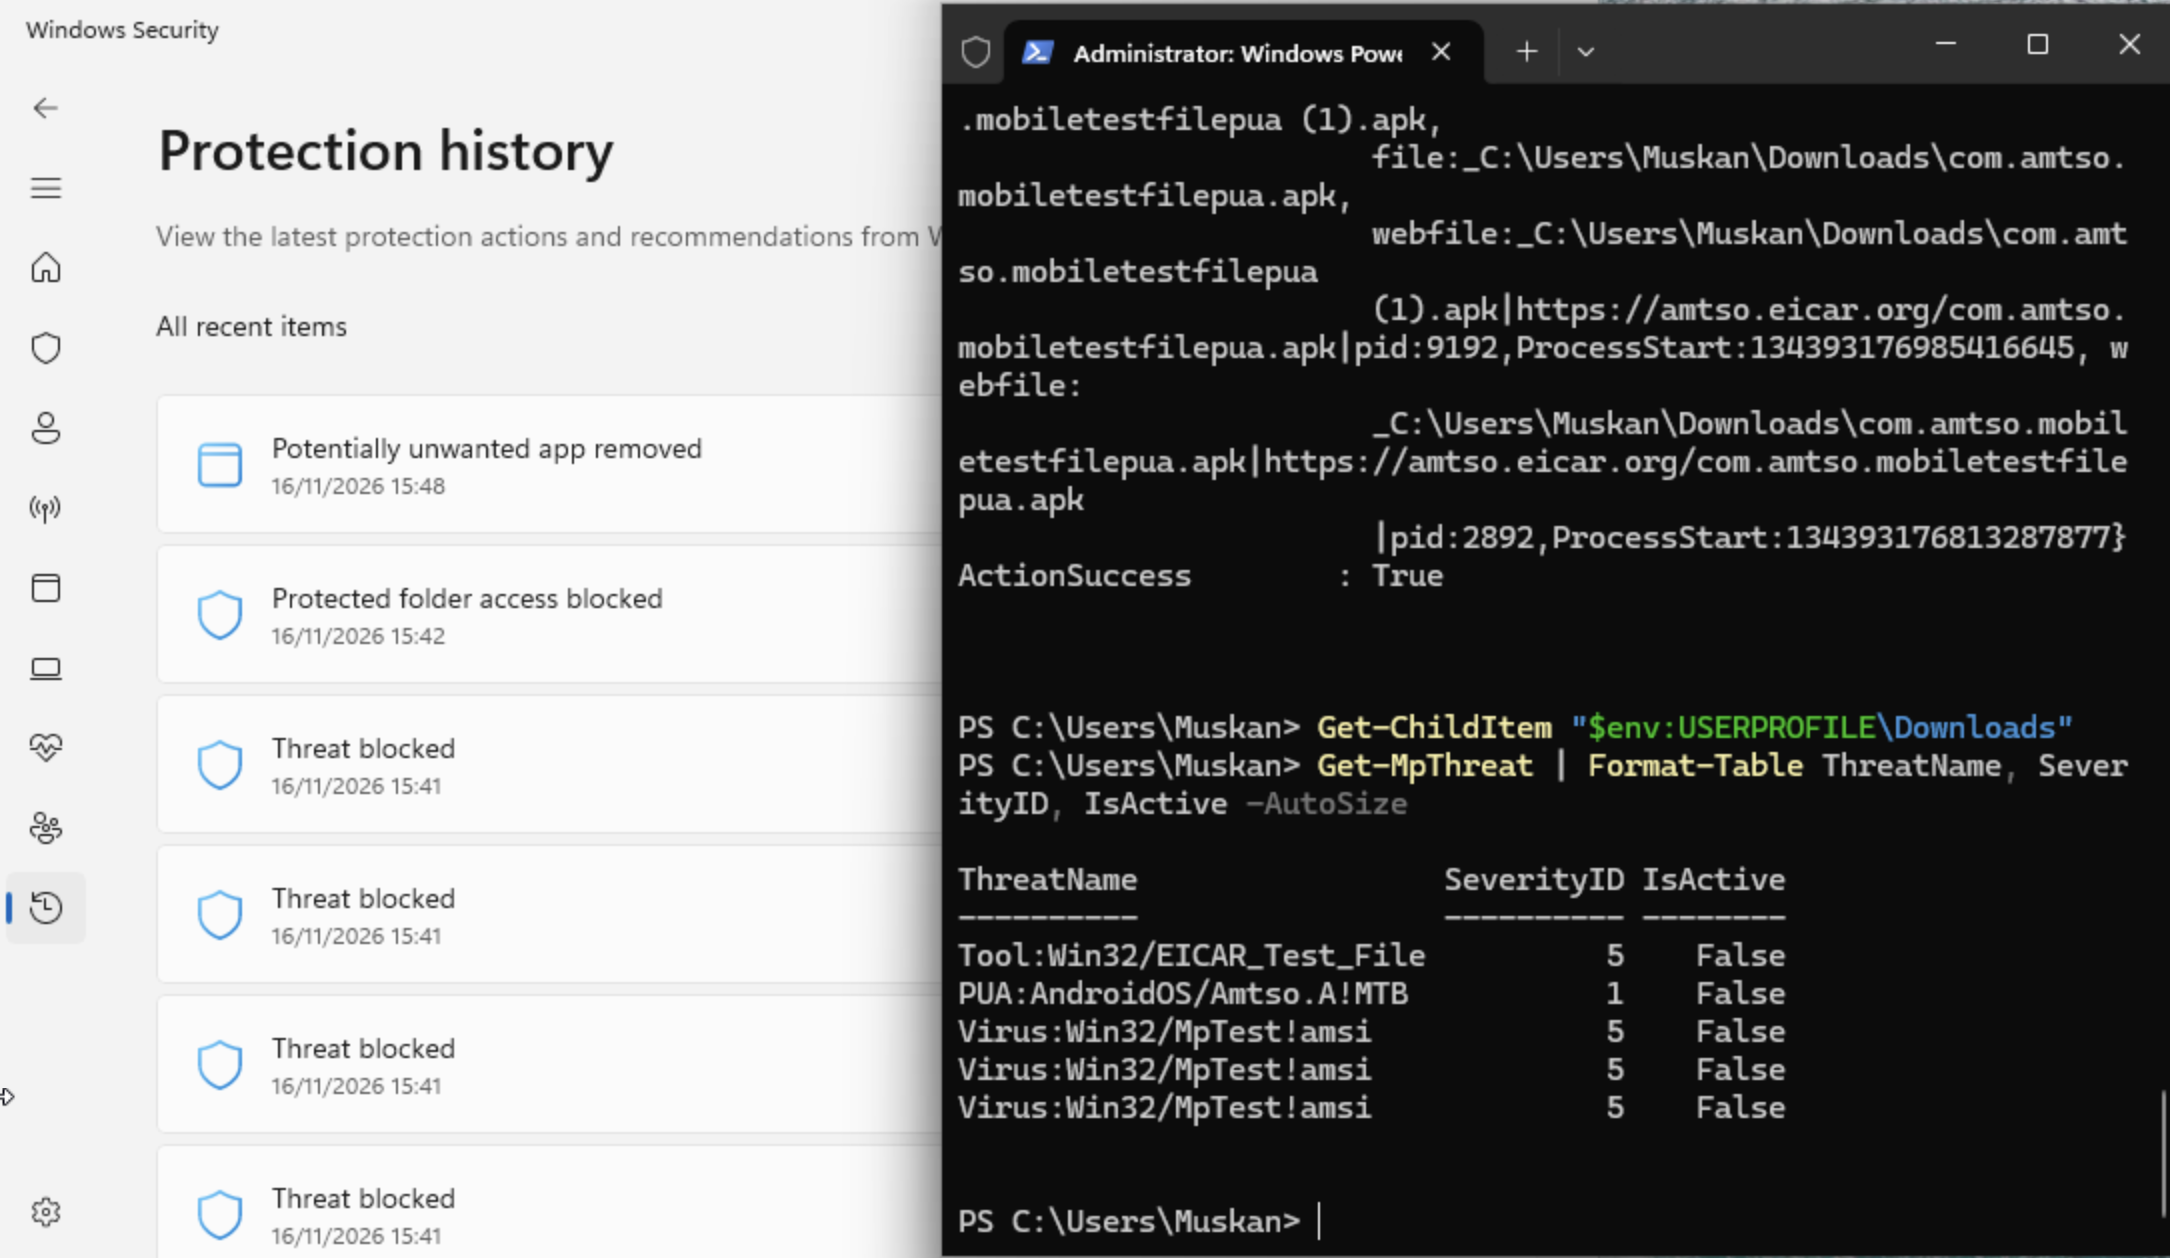 Windows Security
Protection history
View the latest protection actions and recommendations from
All recent items
Potentially unwanted app removed
16/11/2026 15:48
Protected folder access blocked
16/11/2026 15:42
Threat blocked
16/11/2026 15:41
Threat blocked
16/11/2026 15:41
Threat blocked
16/11/2026 15:41
Threat blocked
16/11/2026 15:41
Administrator: Windows Powe
.mobiletestfilepua (1).apk,
file:_C:\Users\Muskan\Downloads\com.amtso.
mobiletestfilepua.apk,
webfile:_C:\Users\Muskan\Downloads\com.amt
so.mobiletestfilepua
(1).apk|https://amtso.eicar.org/com.amtso.
mobiletestfilepua.apk|pid:9192,ProcessStart:134393176985416645, w
ebfile:
_C:\Users\Muskan\Downloads\com.amtso.mobil
etestfilepua.apk|https://amtso.eicar.org/com.amtso.mobiletestfile
pua.apk
|pid:2892,ProcessStart:134393176813287877}
ActionSuccess : True
PS C:\Users\Muskan> Get-ChildItem "$env:USERPROFILE\Downloads"
PS C:\Users\Muskan> Get-MpThreat | Format-Table ThreatName, Sever
ityID, IsActive -AutoSize
ThreatName SeverityID IsActive
---------- ---------- --------
Tool:Win32/EICAR_Test_File 5 False
PUA:AndroidOS/Amtso.A!MTB 1 False
Virus:Win32/MpTest!amsi 5 False
Virus:Win32/MpTest!amsi 5 False
Virus:Win32/MpTest!amsi 5 False
PS C:\Users\Muskan>